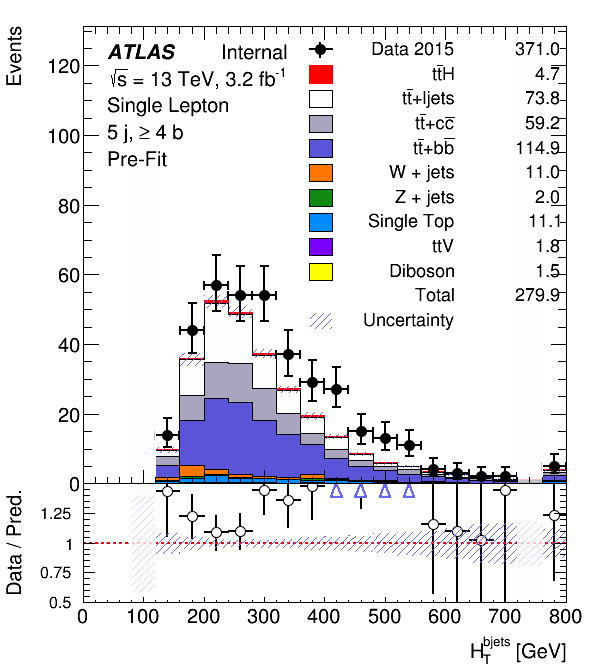 Events
ATLAS Internal
√s = 13 TeV, 3.2 fb-1
Single Lepton
5 j, ≥ 4 b
Pre-Fit
Data 2015 371.0
tt̄H 4.7
tt̄+ljets 73.8
tt̄+cc̄ 59.2
tt̄+bb̄ 114.9
W + jets 11.0
Z + jets 2.0
Single Top 11.1
ttV 1.8
Diboson 1.5
Total 279.9
Uncertainty
120
100
80
60
40
20
0
Data / Pred.
1.25
1
0.75
0.5
0 100 200 300 400 500 600 700 800
H_T^bjets [GeV]